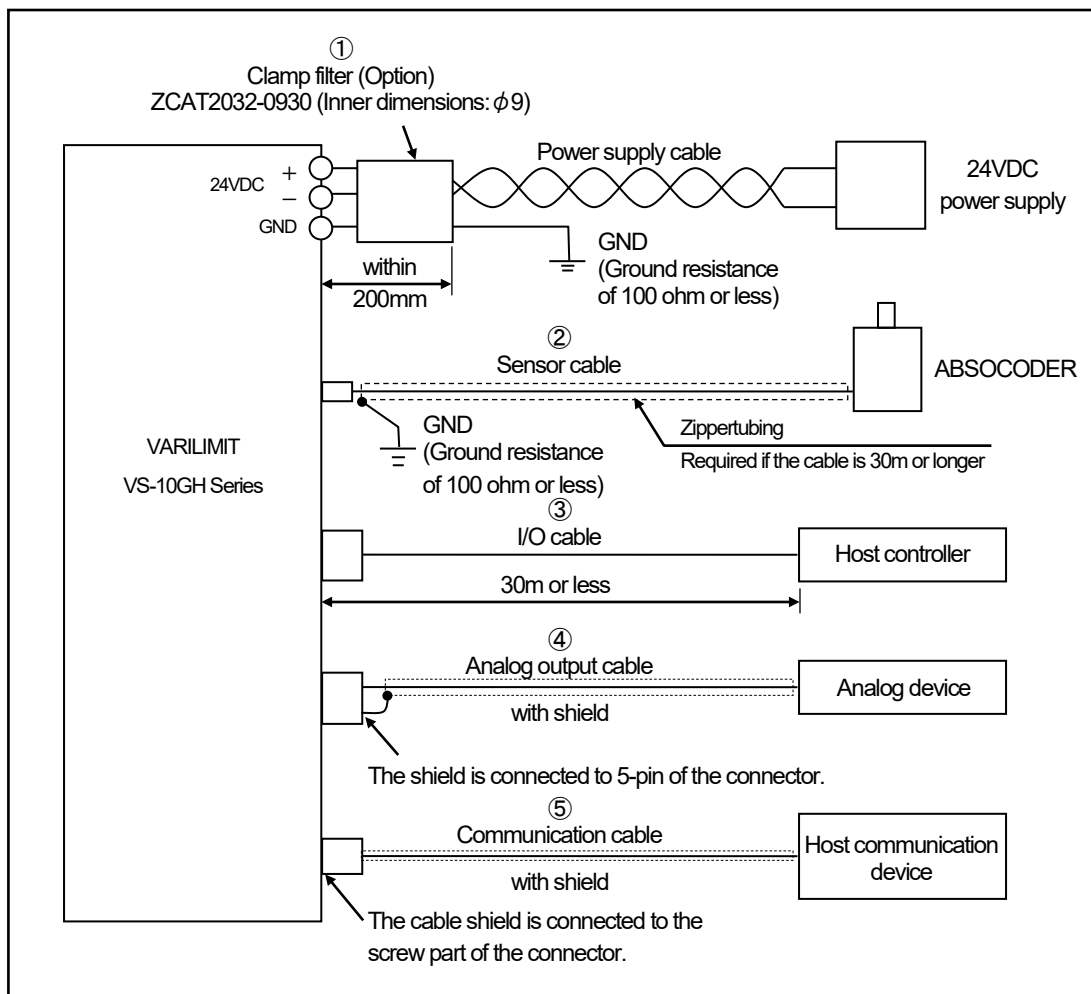 ①
Clamp filter (Option)
ZCAT2032-0930 (Inner dimensions: φ9)
24VDC
+
−
GND
Power supply cable
24VDC
power supply
within
200mm
GND
(Ground resistance
of 100 ohm or less)
②
Sensor cable
ABSOCODER
GND
(Ground resistance
of 100 ohm or less)
Zippertubing
Required if the cable is 30m or longer
VARILIMIT
VS-10GH Series
③
I/O cable
Host controller
30m or less
④
Analog output cable
Analog device
with shield
The shield is connected to 5-pin of the connector.
⑤
Communication cable
Host communication
device
with shield
The cable shield is connected to the
screw part of the connector.